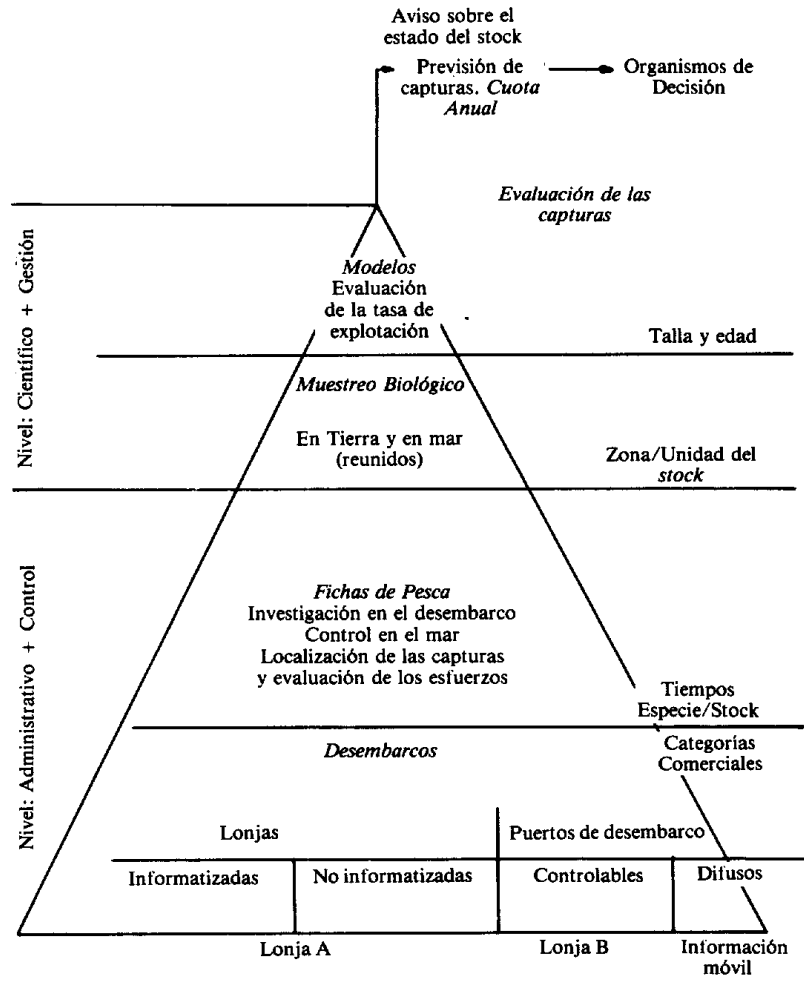 Aviso sobre el
estado del stock
Previsión de
capturas. Cuota
Anual
Organismos de
Decisión
Evaluación de las
capturas
Nivel: Científico + Gestión
Modelos
Evaluación
de la tasa de
explotación
Talla y edad
Muestreo Biológico
En Tierra y en mar
(reunidos)
Zona/Unidad del
stock
Nivel: Administrativo + Control
Fichas de Pesca
Investigación en el desembarco
Control en el mar
Localización de las capturas
y evaluación de los esfuerzos
Tiempos
Especie/Stock
Desembarcos
Categorías
Comerciales
Lonjas
Puertos de desembarco
Informatizadas
No informatizadas
Controlables
Difusos
Lonja A
Lonja B
Información
móvil